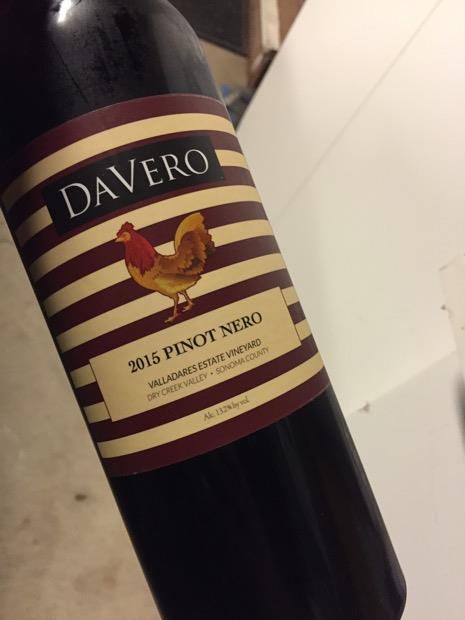 DAVERO
2015 PINOT NERO
VALLADARES ESTATE VINEYARD
DRY CREEK VALLEY • SONOMA COUNTY
Alc. 13.2% by vol.